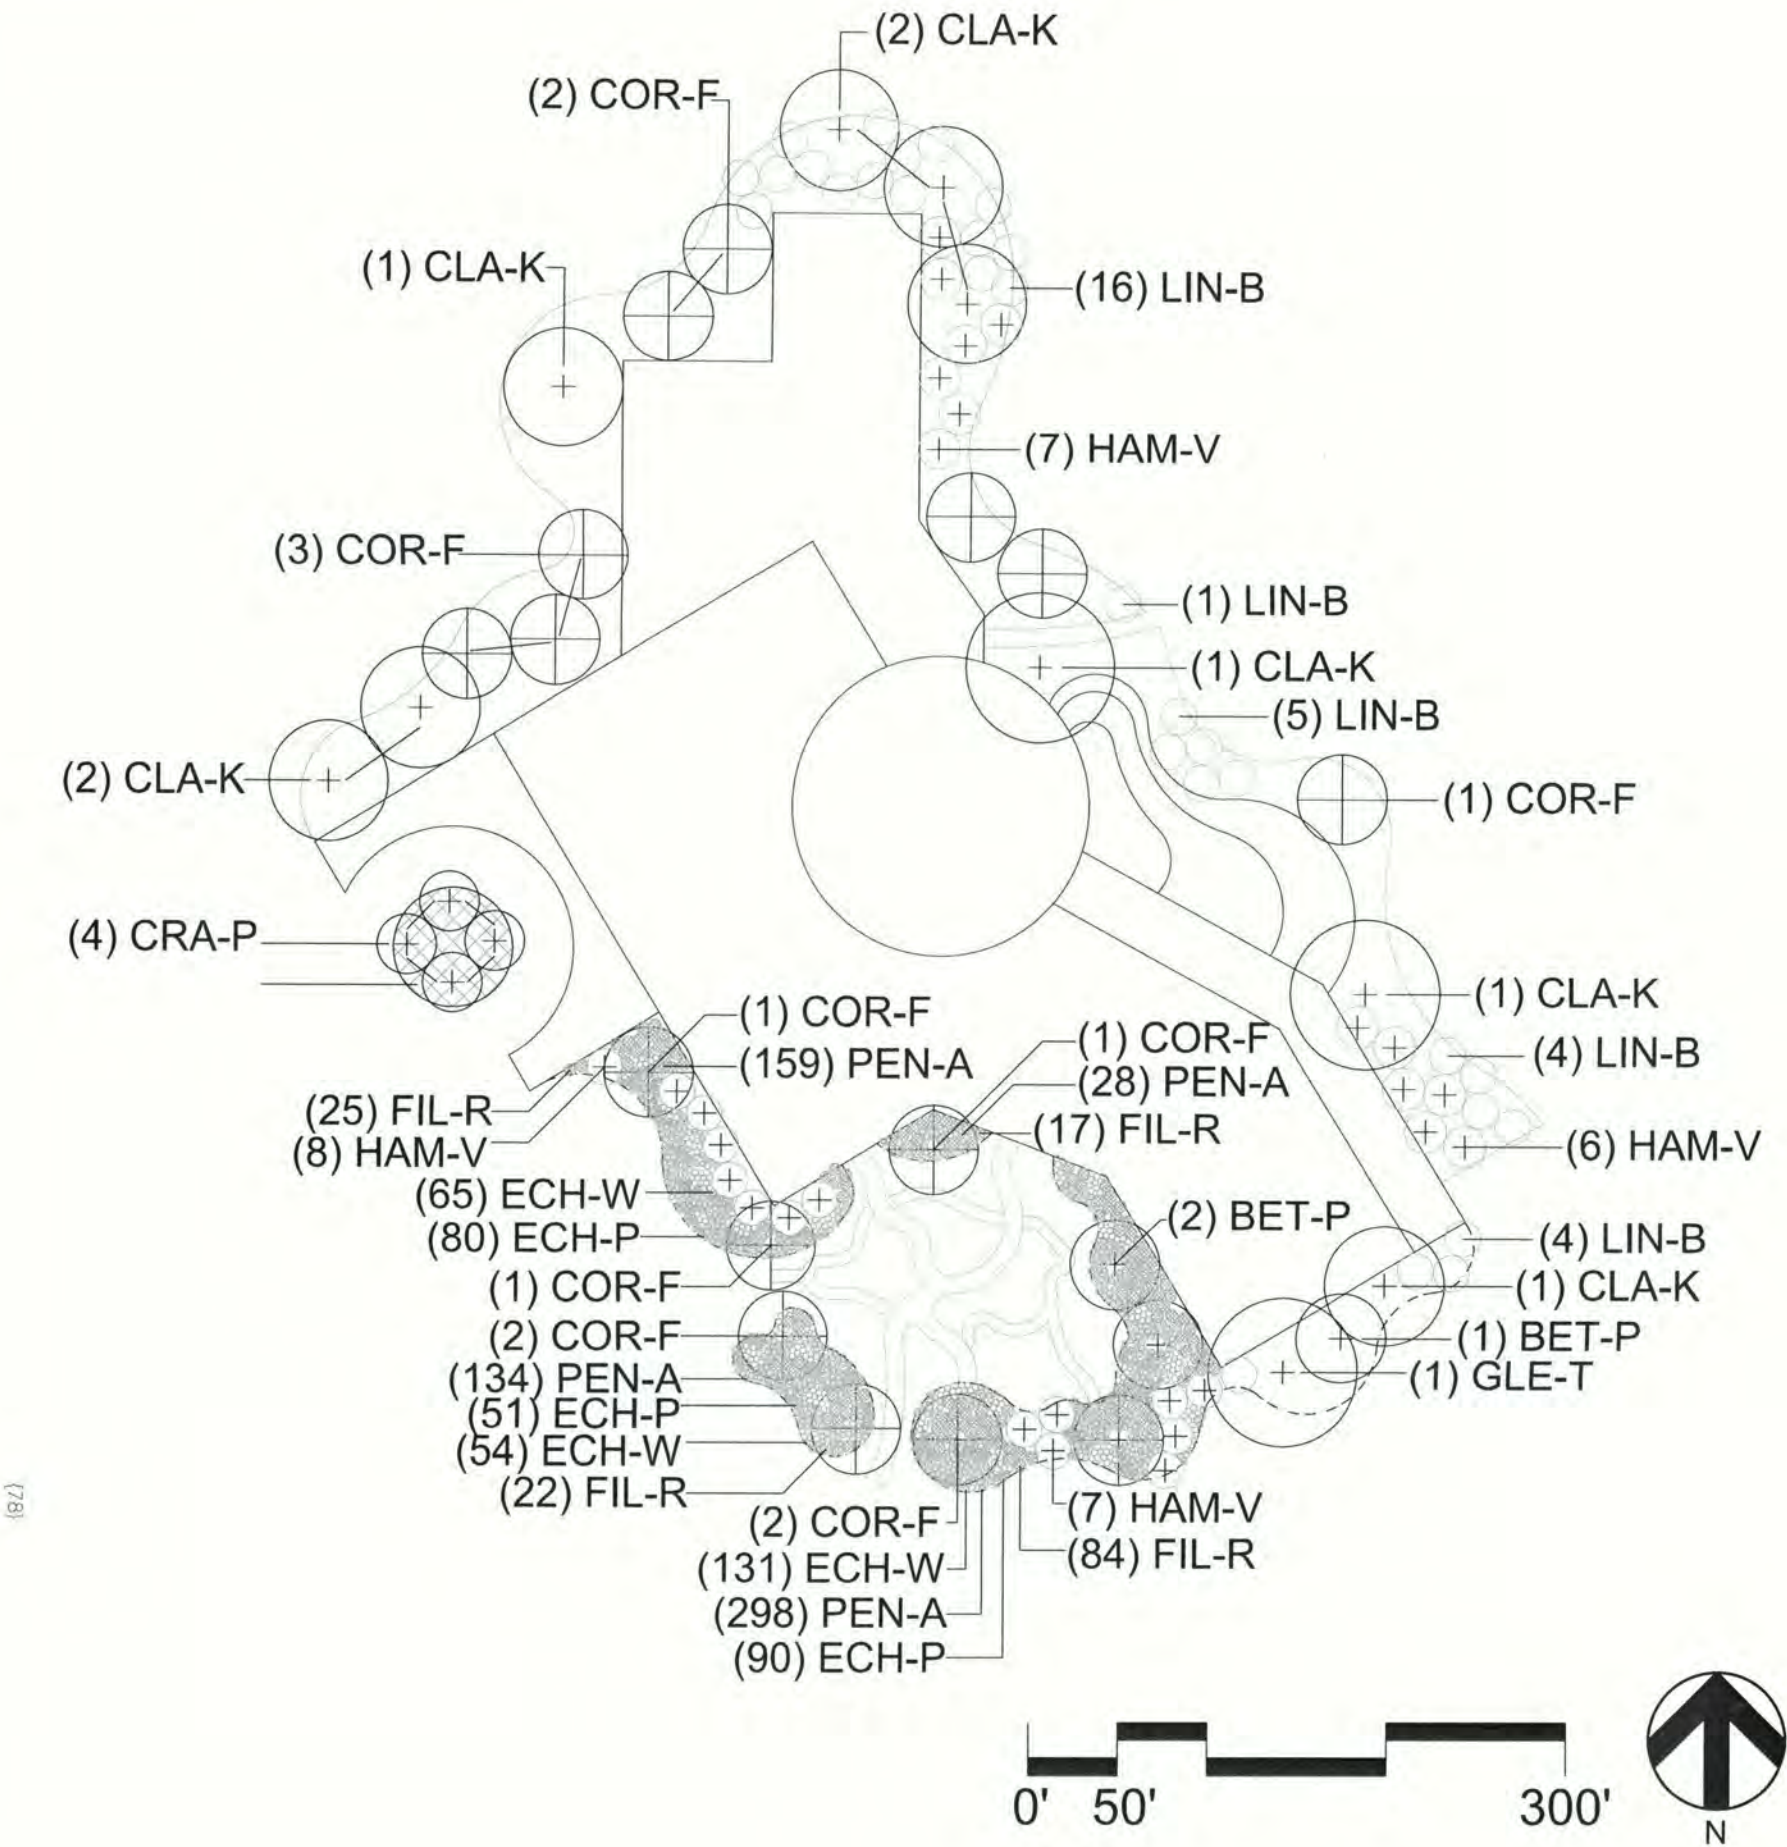 (2) CLA-K
(2) COR-F
(1) CLA-K
(16) LIN-B
(7) HAM-V
(3) COR-F
(1) LIN-B
(1) CLA-K
(5) LIN-B
(2) CLA-K
(1) COR-F
(4) CRA-P
(1) CLA-K
(1) COR-F
(159) PEN-A
(1) COR-F
(28) PEN-A
(17) FIL-R
(4) LIN-B
(25) FIL-R
(8) HAM-V
(6) HAM-V
(65) ECH-W
(80) ECH-P
(2) BET-P
(4) LIN-B
(1) COR-F
(1) CLA-K
(2) COR-F
(1) BET-P
(134) PEN-A
(1) GLE-T
(51) ECH-P
(54) ECH-W
(22) FIL-R
(2) COR-F
(7) HAM-V
(131) ECH-W
(84) FIL-R
(298) PEN-A
(90) ECH-P
{78}
0' 50' 300'
N